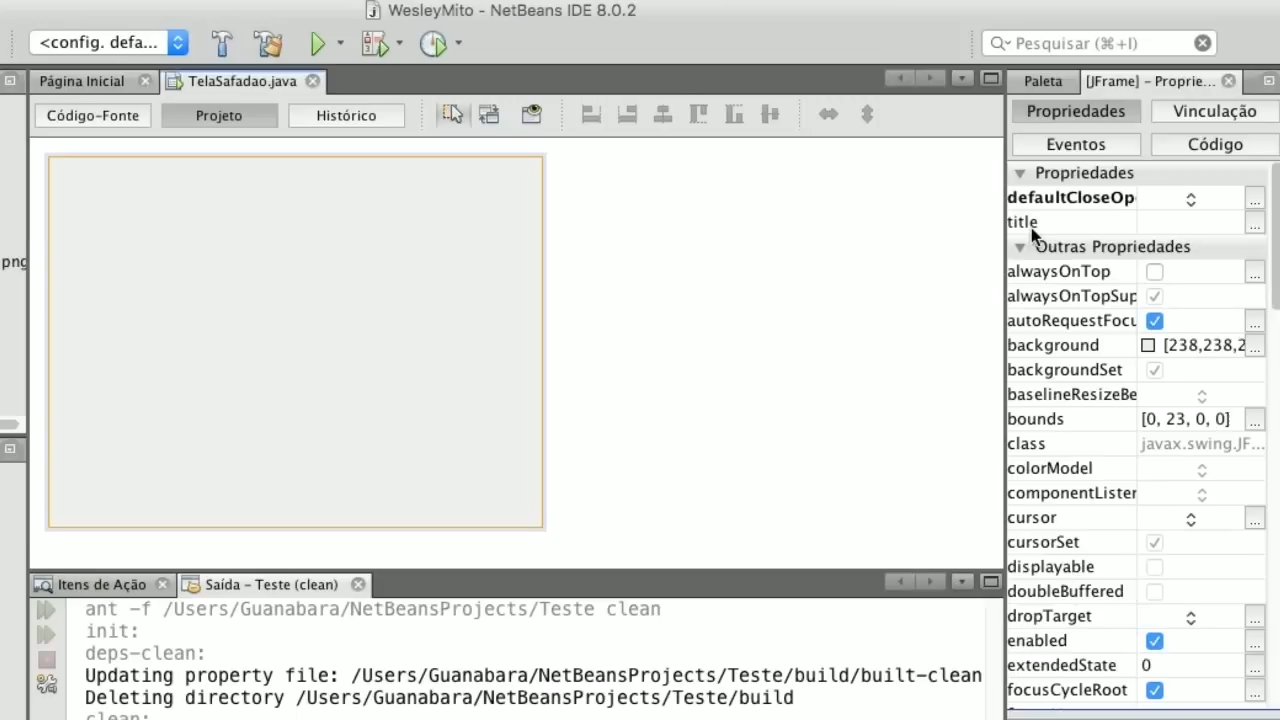 WesleyMito - NetBeans IDE 8.0.2
<config. defa...
Pesquisar (⌘+I)
Página Inicial
TelaSafadao.java
Paleta
[JFrame] - Proprie...
Código-Fonte
Projeto
Histórico
Propriedades
Vinculação
Eventos
Código
Propriedades
defaultCloseOp
title
Outras Propriedades
alwaysOnTop
alwaysOnTopSup
autoRequestFocu
background [238,238,2
backgroundSet
baselineResizeBe
bounds [0, 23, 0, 0]
class javax.swing.JF...
colorModel
componentListen
cursor
cursorSet
displayable
doubleBuffered
dropTarget
enabled
extendedState 0
focusCycleRoot
png
Itens de Ação
Saída - Teste (clean)
ant -f /Users/Guanabara/NetBeansProjects/Teste clean
init:
deps-clean:
Updating property file: /Users/Guanabara/NetBeansProjects/Teste/build/built-clean
Deleting directory /Users/Guanabara/NetBeansProjects/Teste/build
clean: